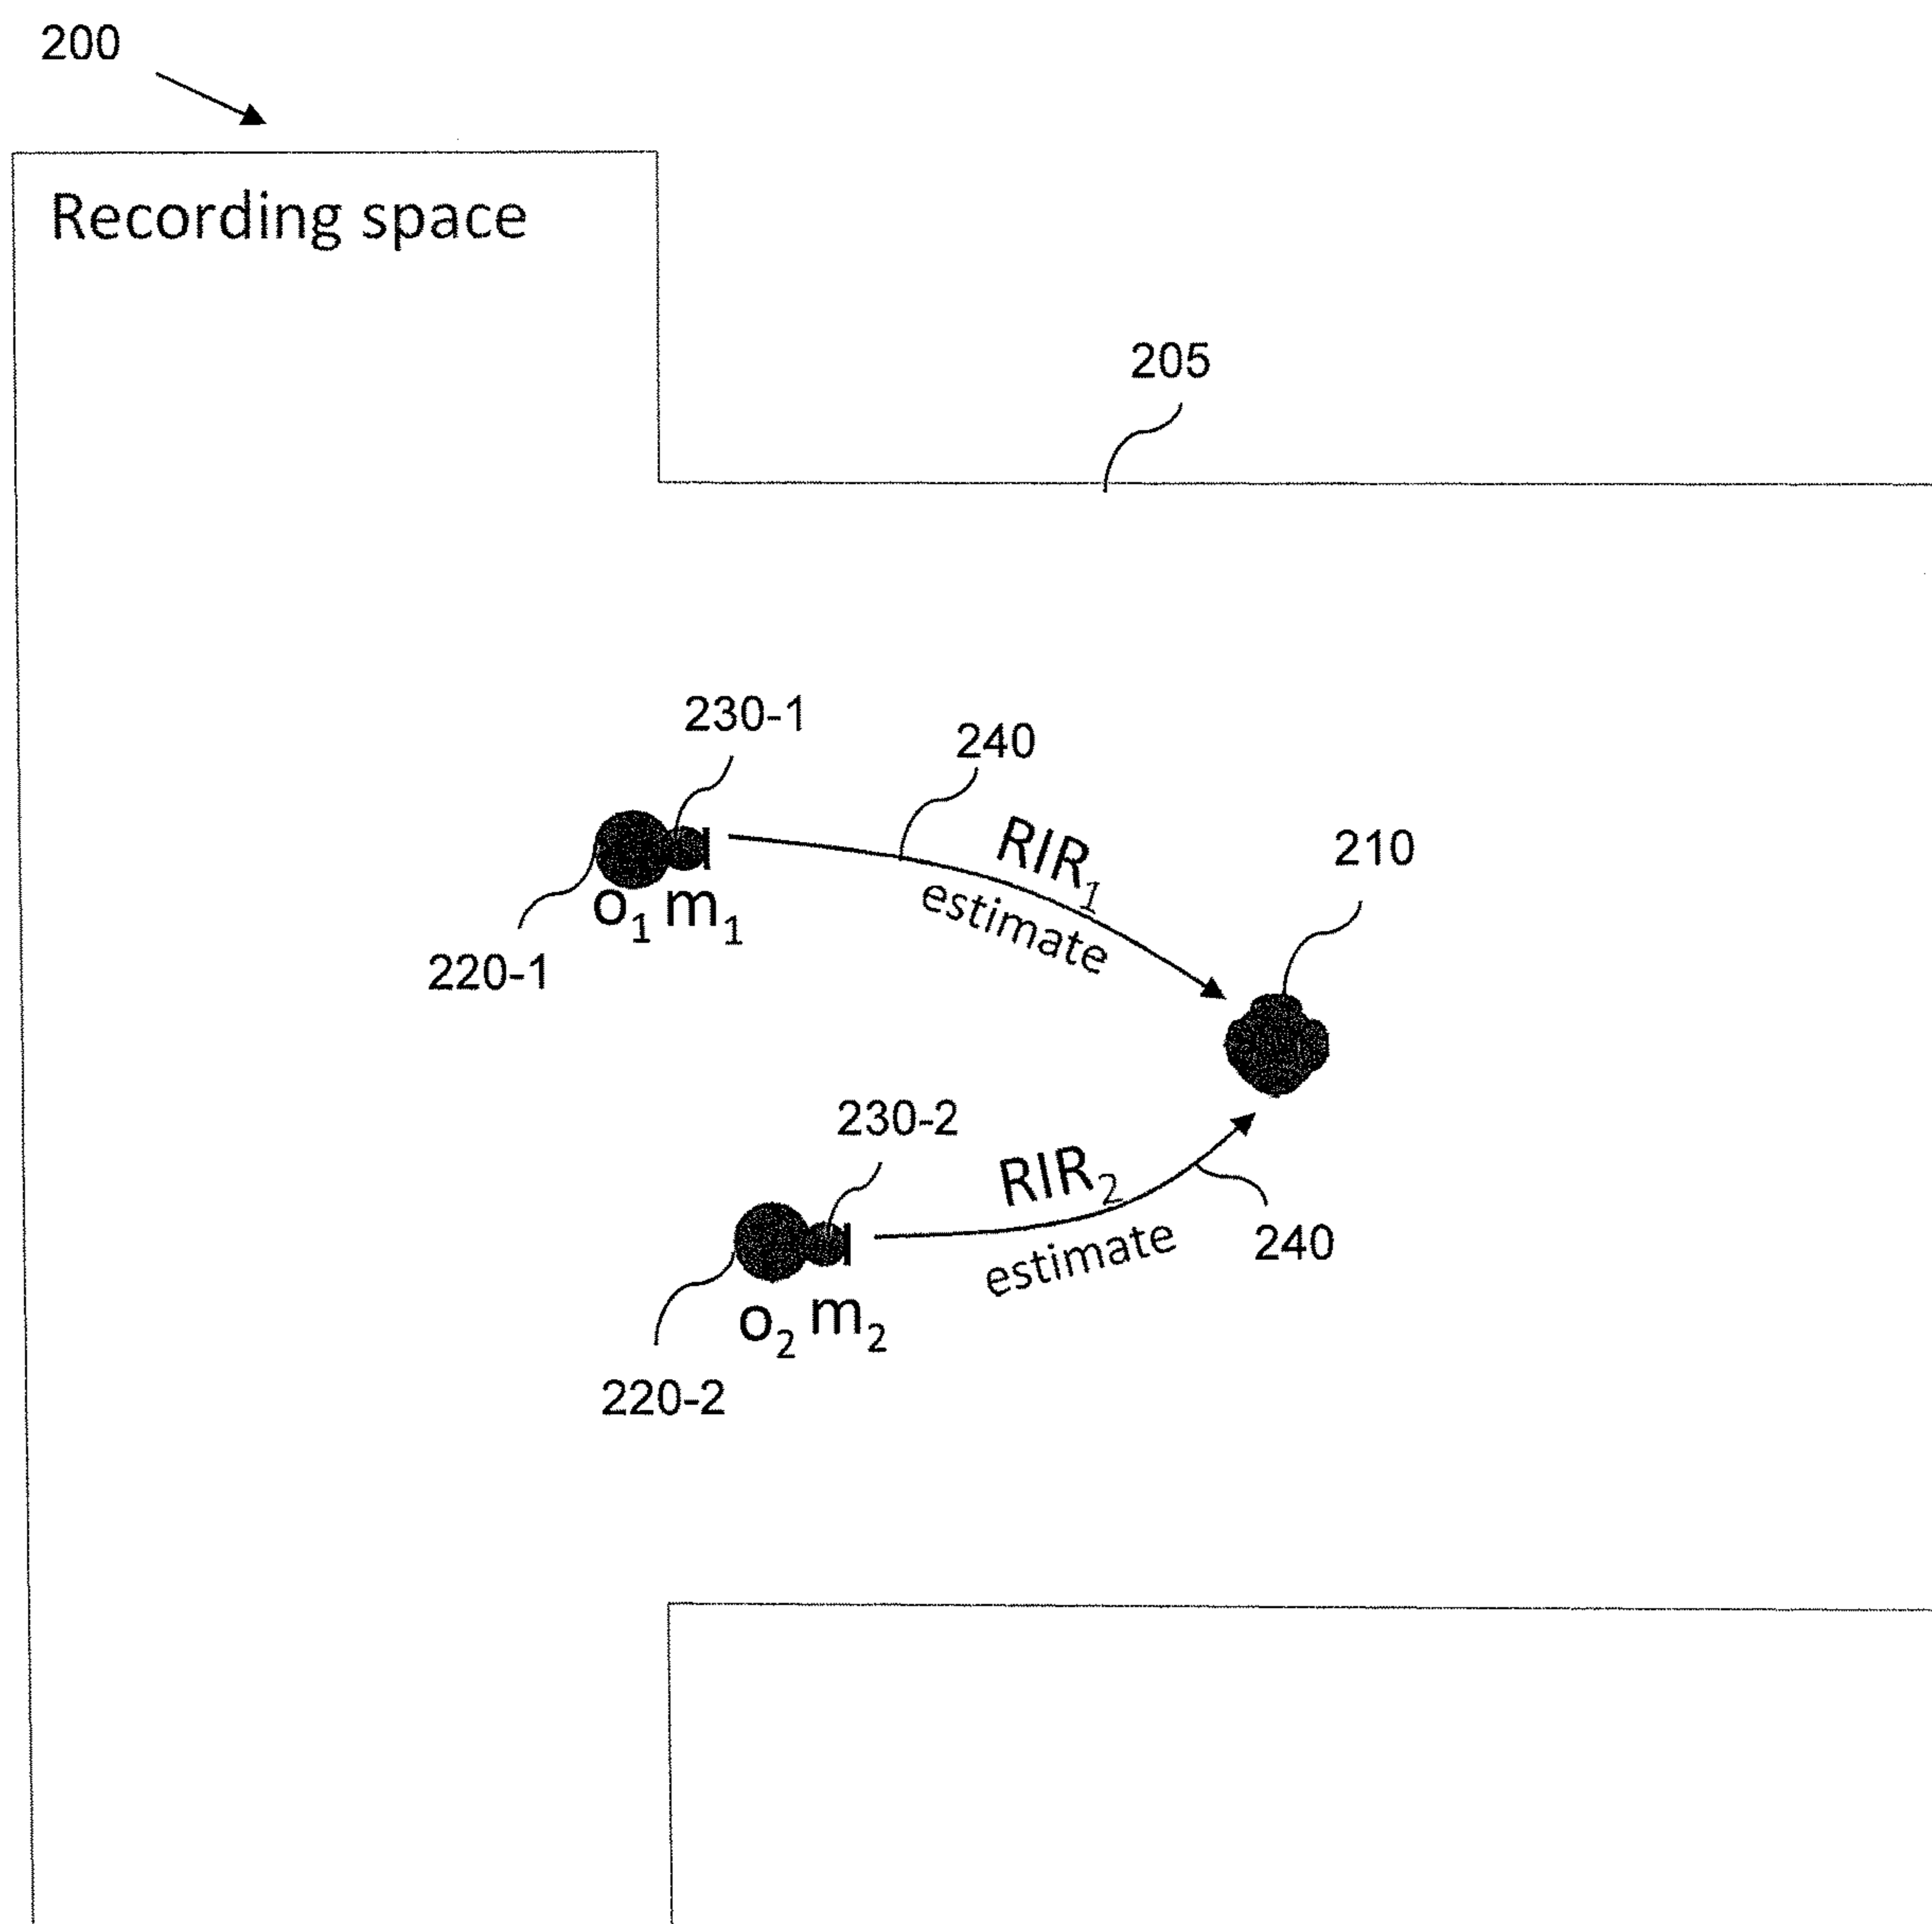 200
Recording space
205
230-1
240
RIR1
estimate
210
o1 m1
220-1
230-2
RIR2
estimate
240
o2 m2
220-2